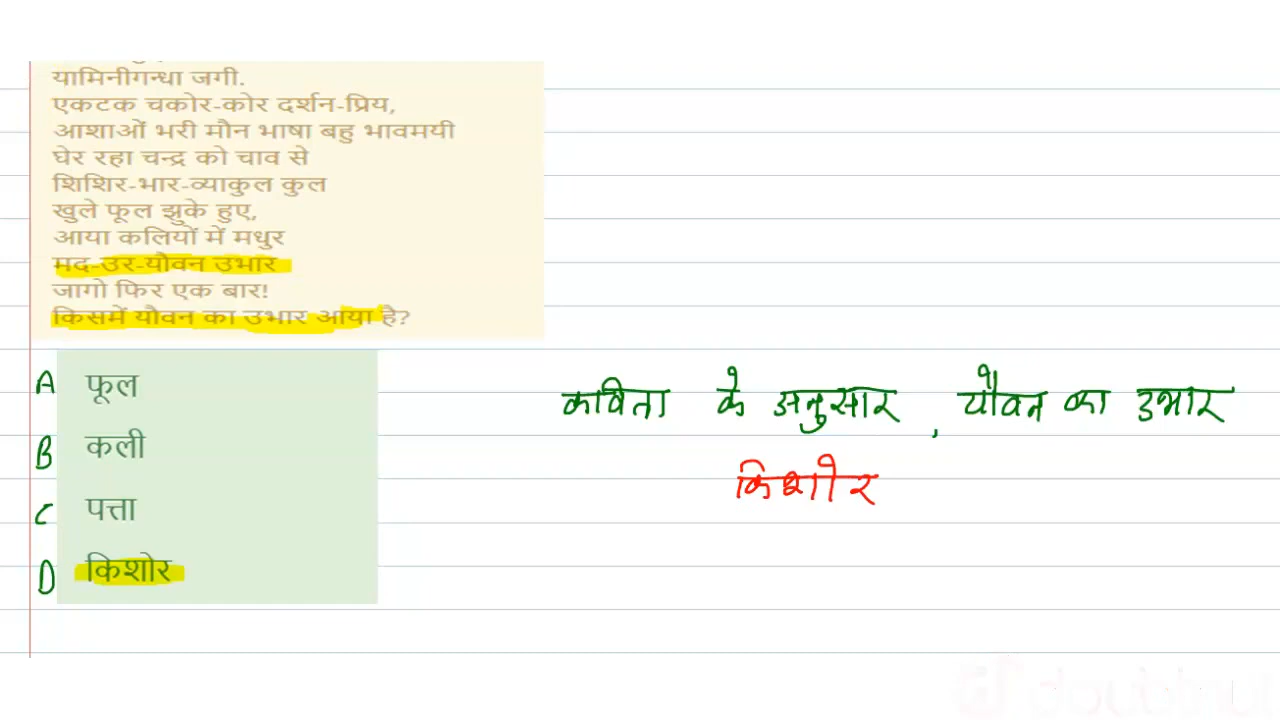 यामिनीगन्धा जगी.
एकटक चकोर-कोर दर्शन-प्रिय,
आशाओं भरी मौन भाषा बहु भावमयी
घेर रहा चन्द्र को चाव से
शिशिर-भार-व्याकुल कुल
खुले फूल झुके हुए,
आया कलियों में मधुर
मद-उर-यौवन उभार
जागो फिर एक बार!
किसमें यौवन का उभार आया है?
A फूल
B कली
C पत्ता
D किशोर
कविता के अनुसार, यौवन का उभार
किशोर
doubtnut